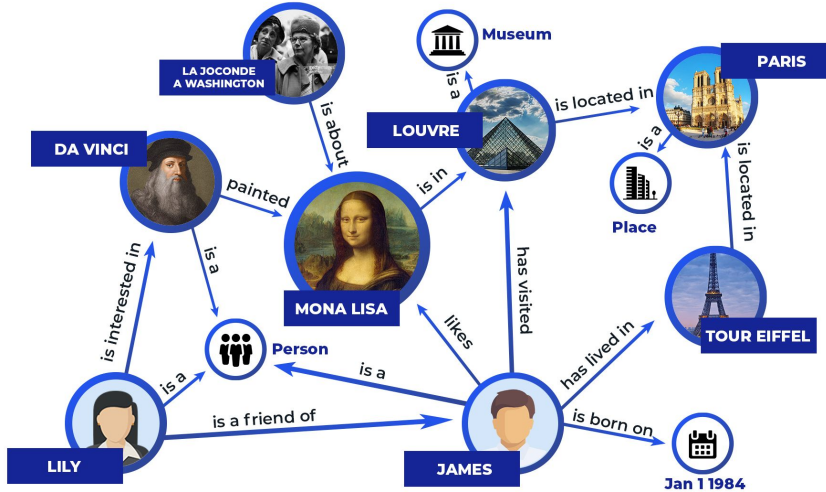 LA JOCONDE
A WASHINGTON
Museum
PARIS
is a
is located in
LOUVRE
DA VINCI
is about
is a
is located in
painted
is in
Place
is a
is interested in
MONA LISA
has visited
TOUR EIFFEL
likes
Person
has lived in
is a
is a
is a friend of
is born on
LILY
JAMES
Jan 1 1984